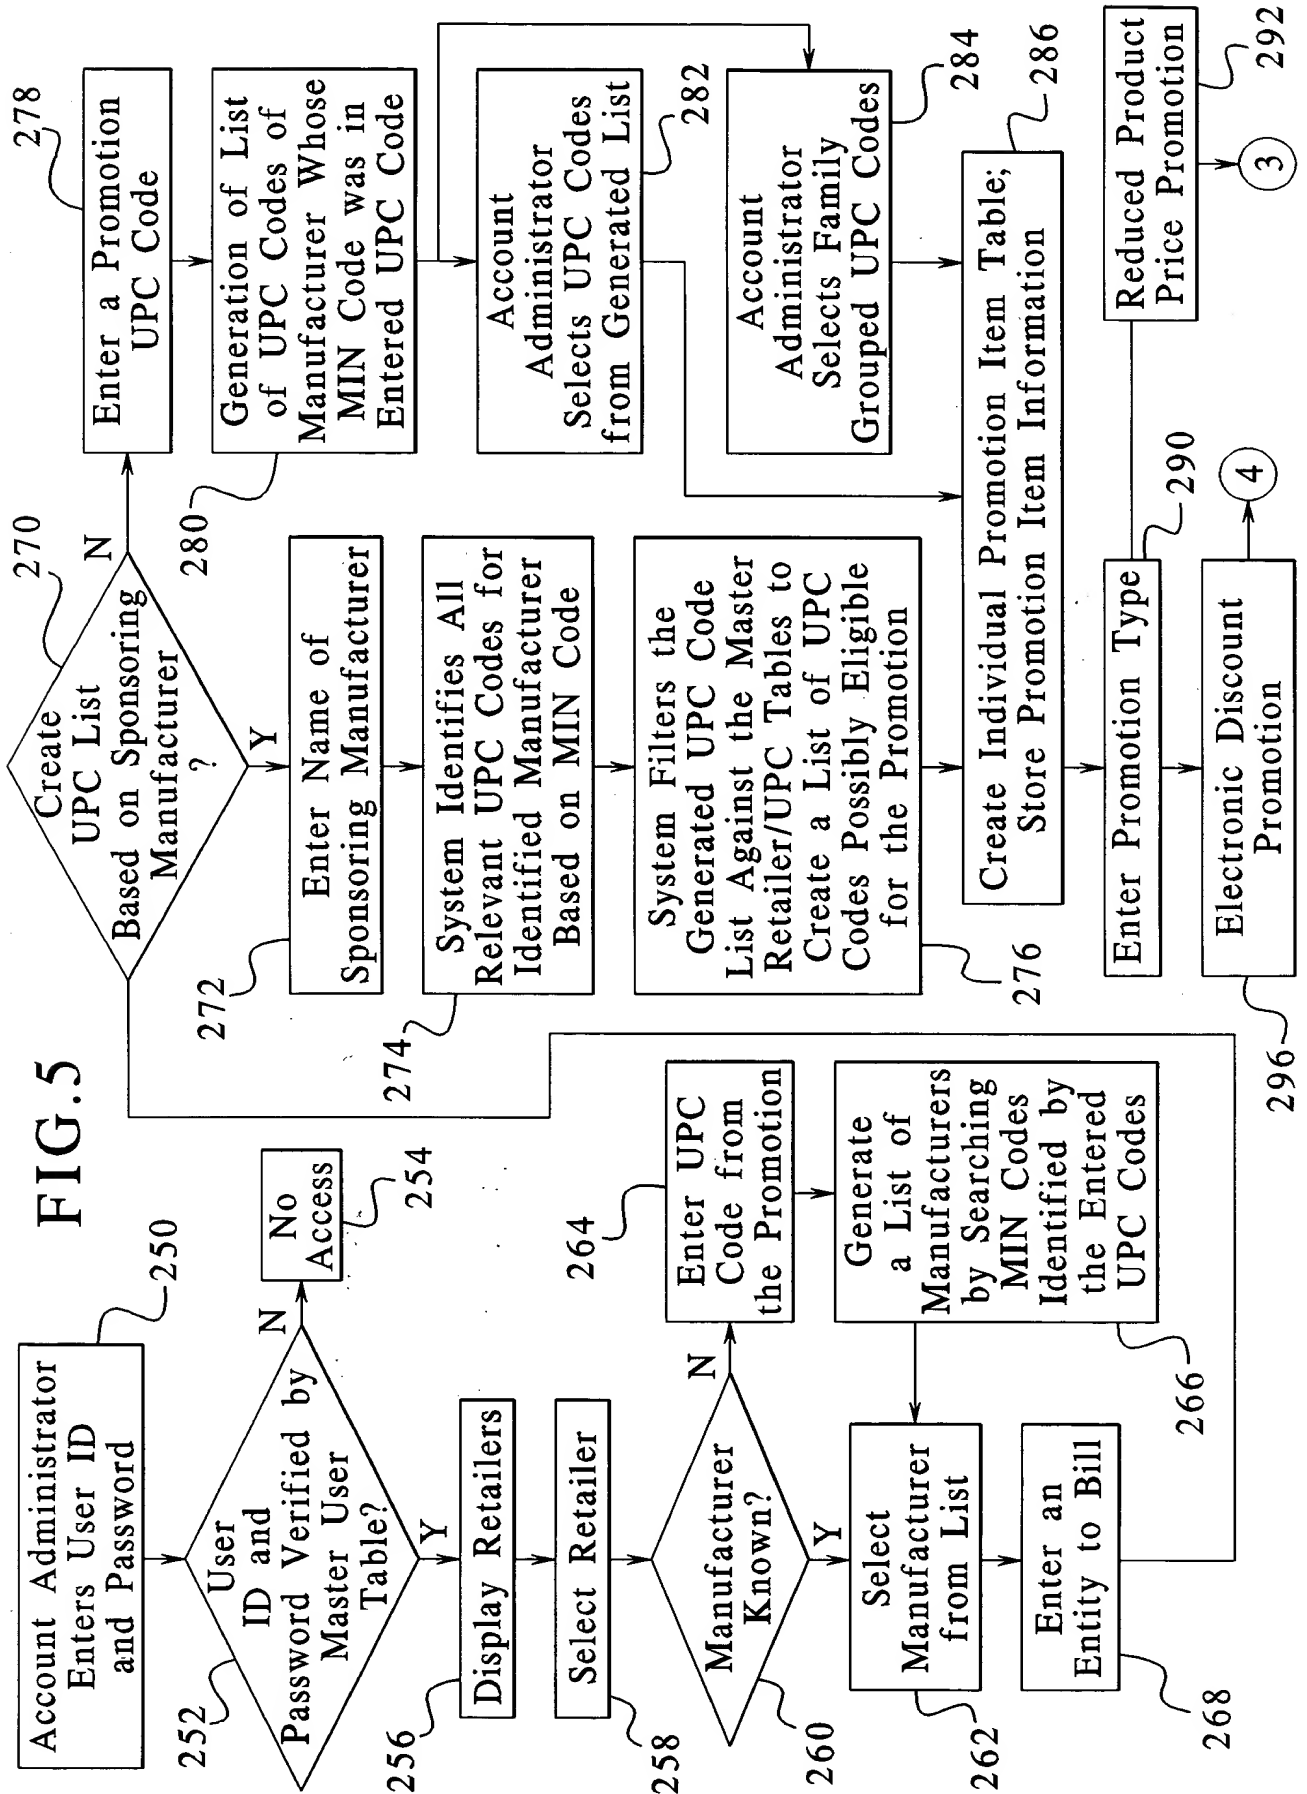 FIG.5
Account Administrator
Enters User ID
and Password
250
User
ID and
Password Verified by
Master User
Table?
252
N
No
Access
254
Y
Display Retailers
256
Select Retailer
258
Manufacturer
Known?
260
N
Enter UPC
Code from
the Promotion
264
Generate
a List of
Manufacturers
by Searching
MIN Codes
Identified by
the Entered
UPC Codes
266
Y
Select
Manufacturer
from List
262
Enter an
Entity to Bill
268
Create
UPC List
Based on Sponsoring
Manufacturer
?
270
Y
Enter Name of
Sponsoring Manufacturer
272
System Identifies All
Relevant UPC Codes for
Identified Manufacturer
Based on MIN Code
274
System Filters the
Generated UPC Code
List Against the Master
Retailer/UPC Tables to
Create a List of UPC
Codes Possibly Eligible
for the Promotion
276
N
Enter a Promotion
UPC Code
278
Generation of List
of UPC Codes of
Manufacturer Whose
MIN Code was in
Entered UPC Code
280
Account
Administrator
Selects UPC Codes
from Generated List
282
Account
Administrator
Selects Family
Grouped UPC Codes
284
Create Individual Promotion Item Table;
Store Promotion Item Information
286
Enter Promotion Type
290
Reduced Product
Price Promotion
292
3
Electronic Discount
Promotion
296
4